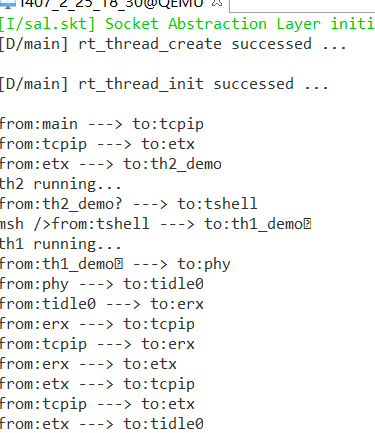 1407_2_25_18_30@QEMU
[I/sal.skt] Socket Abstraction Layer initi
[D/main] rt_thread_create successed ...
[D/main] rt_thread_init successed ...
from:main ---> to:tcpip
from:tcpip ---> to:etx
from:etx ---> to:th2_demo
th2 running...
from:th2_demo? ---> to:tshell
msh />from:tshell ---> to:th1_demo
th1 running...
from:th1_demo ---> to:phy
from:phy ---> to:tidle0
from:tidle0 ---> to:erx
from:erx ---> to:tcpip
from:tcpip ---> to:erx
from:erx ---> to:etx
from:etx ---> to:tcpip
from:tcpip ---> to:etx
from:etx ---> to:tidle0